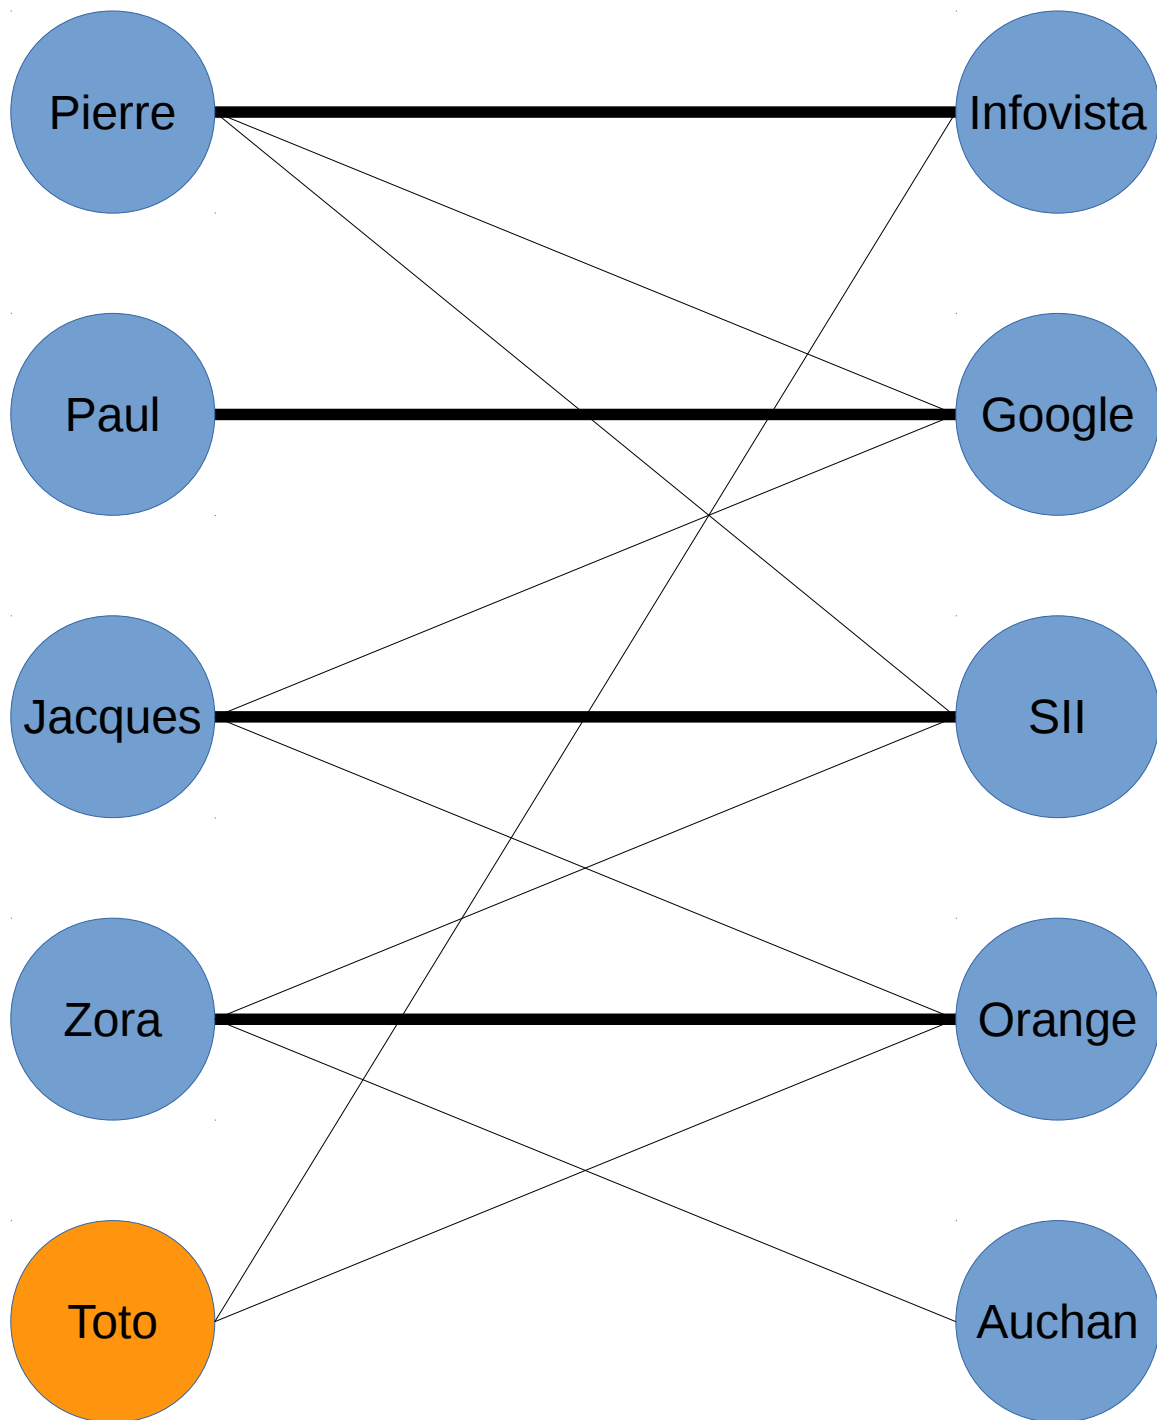 Pierre
Infovista
Paul
Google
Jacques
SII
Zora
Orange
Toto
Auchan